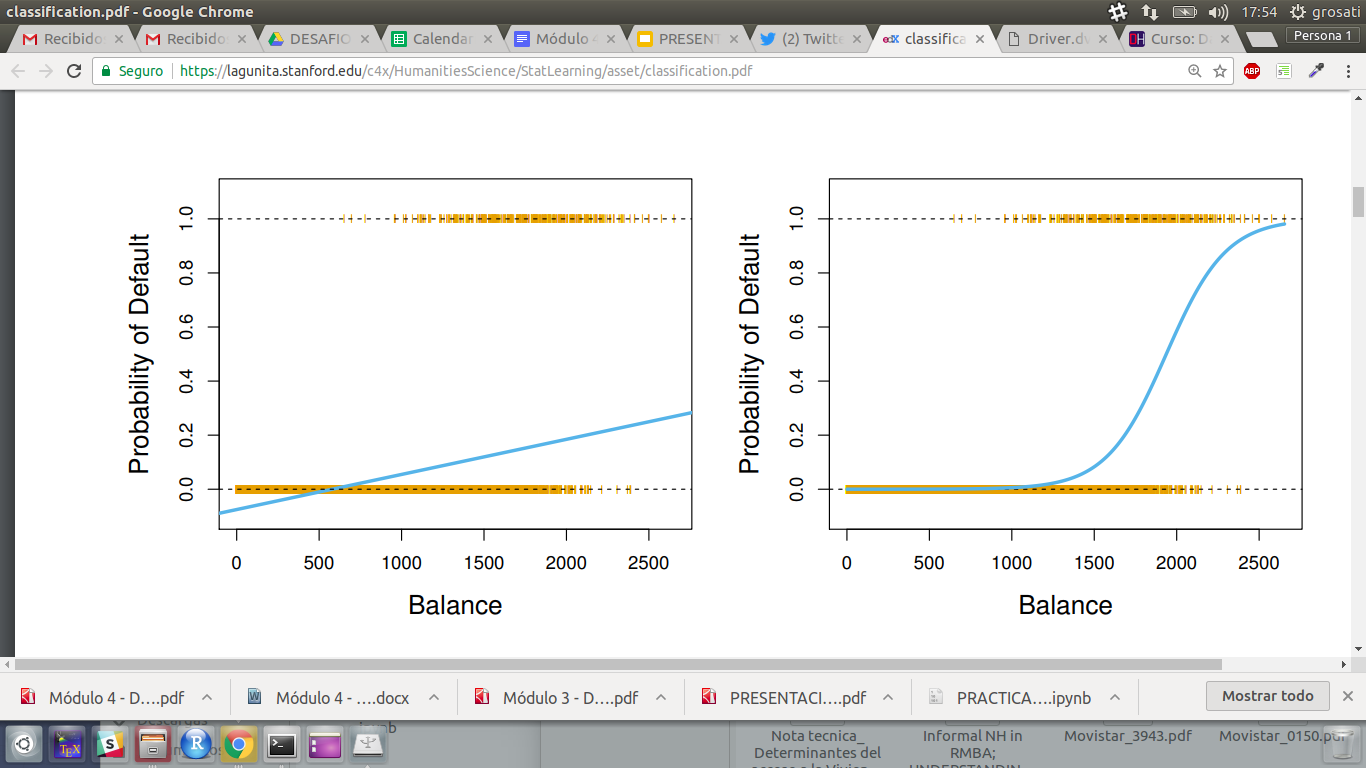 classification.pdf - Google Chrome
17:54 grosati
Recibido Recibido DESAFIO Calendar Módulo 4 PRESENT (2) Twitte classifica Driver.dv Curso: D Persona 1
Seguro https://lagunita.stanford.edu/c4x/HumanitiesScience/StatLearning/asset/classification.pdf ABP
Probability of Default
1.0
0.8
0.6
0.4
0.2
0.0
0 500 1000 1500 2000 2500
Balance
Probability of Default
1.0
0.8
0.6
0.4
0.2
0.0
0 500 1000 1500 2000 2500
Balance
Módulo 4 - D....pdf Módulo 4 - ....docx Módulo 3 - D....pdf PRESENTACI....pdf PRACTICA....ipynb Mostrar todo
Descargas
Nota tecnica_ Informal NH in Movistar_3943.pdf Movistar_0150.pdf
Determinantes del RMBA;